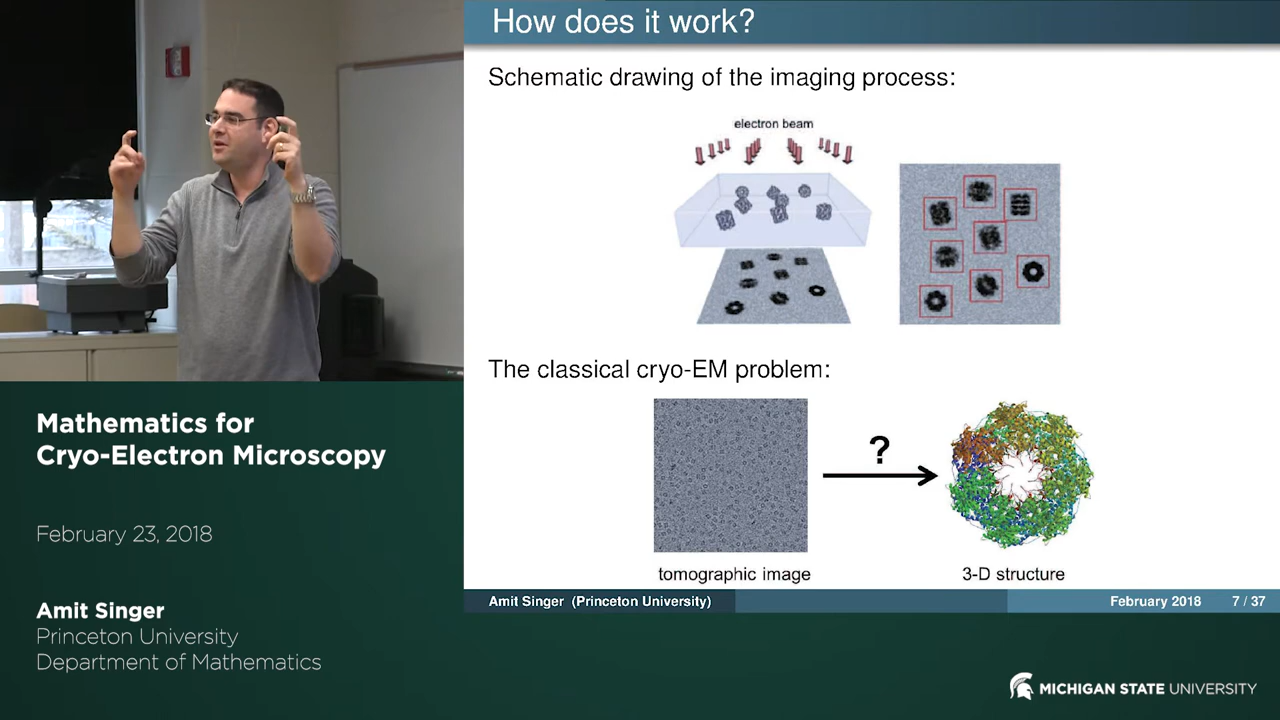 How does it work?
Schematic drawing of the imaging process:
electron beam
The classical cryo-EM problem:
?
tomographic image
3-D structure
Amit Singer (Princeton University)
February 2018
7 / 37
Mathematics for
Cryo-Electron Microscopy
February 23, 2018
Amit Singer
Princeton University
Department of Mathematics
MICHIGAN STATE UNIVERSITY